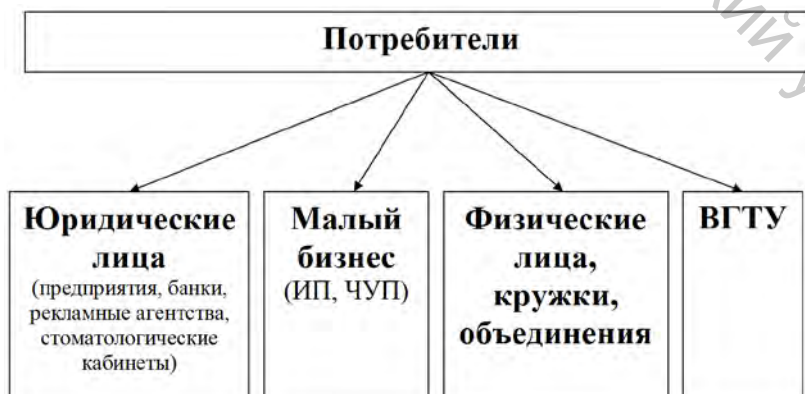 Потребители
Юридические
лица
(предприятия, банки,
рекламные агентства,
стоматологические
кабинеты)
Малый
бизнес
(ИП, ЧУП)
Физические
лица,
кружки,
объединения
ВГТУ